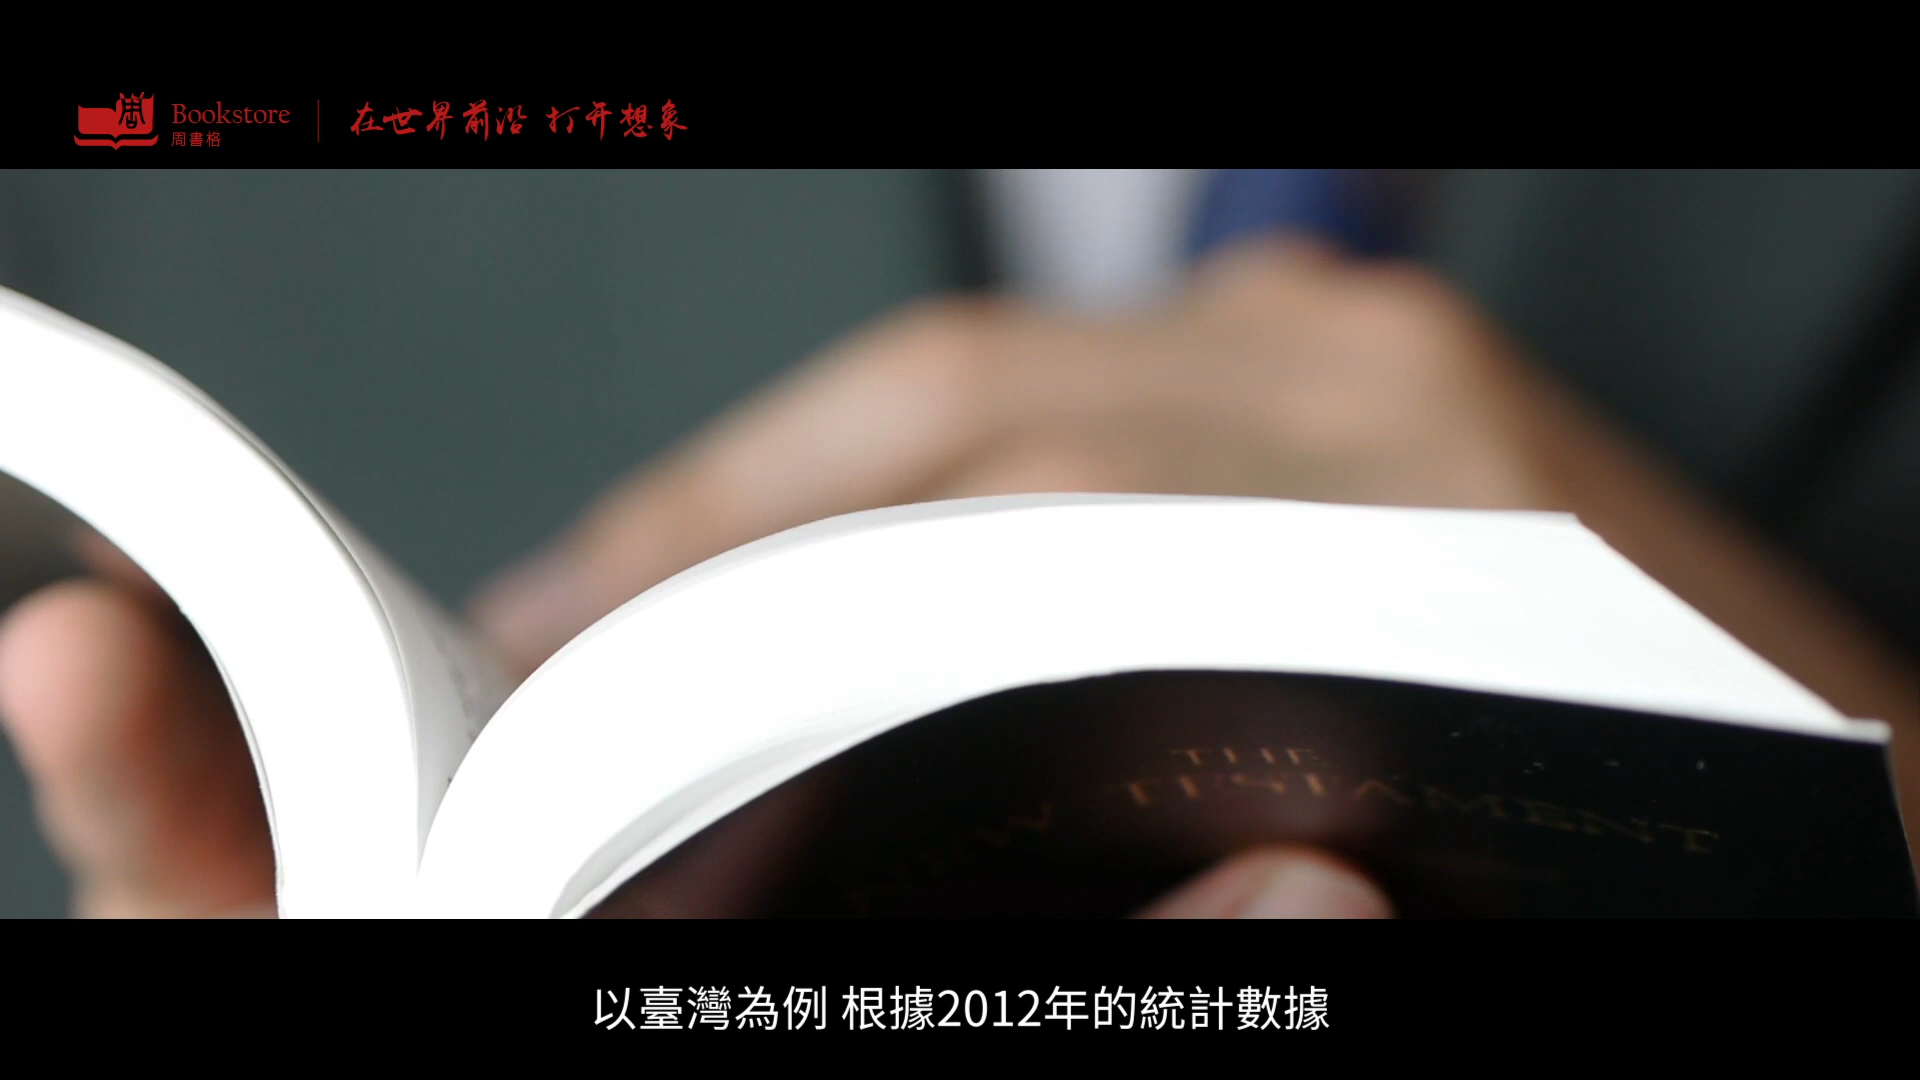 周
Bookstore
周書格
在世界前沿 打开想象
THE
NEW TESTAMENT
以臺灣為例 根據2012年的統計數據